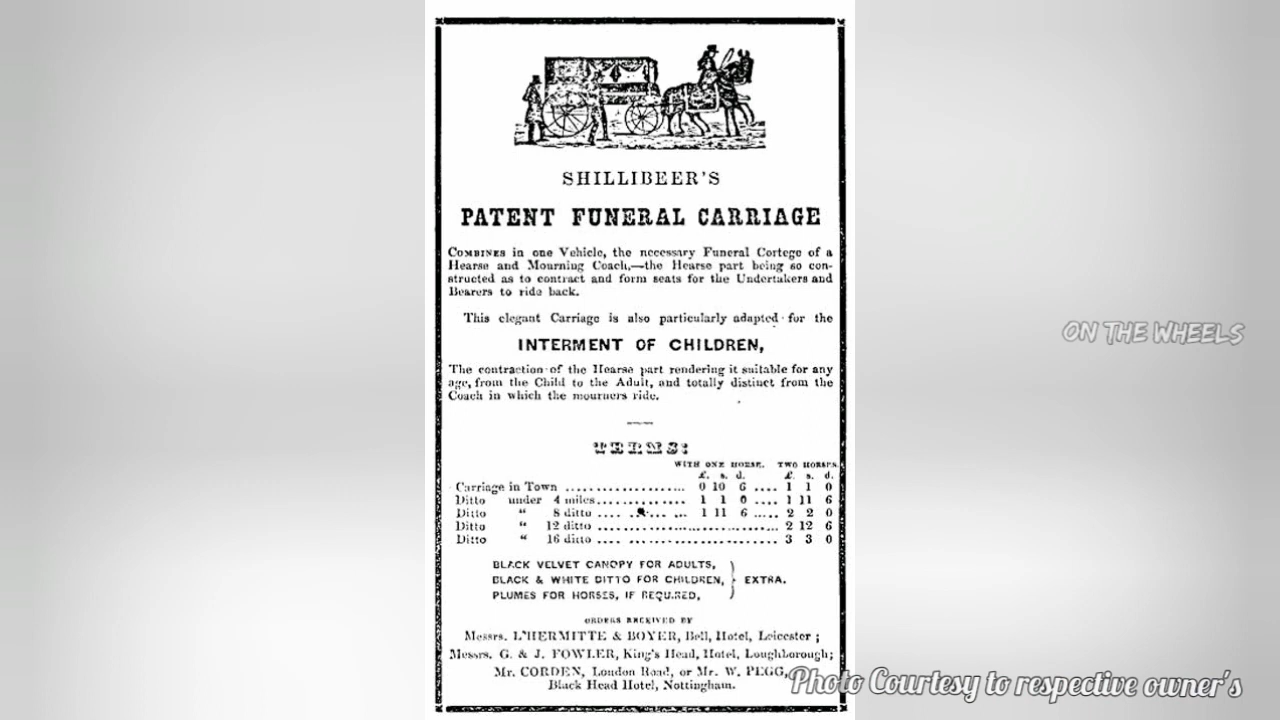 SHILLIBEER'S
PATENT FUNERAL CARRIAGE
COMBINES in one Vehicle, the necessary Funeral Cortege of a
Hearse and Mourning Coach,—the Hearse part being so con-
structed as to contract and form seats for the Undertakers and
Bearers to ride back.
This elegant Carriage is also particularly adapted for the
INTERMENT OF CHILDREN,
The contraction of the Hearse part rendering it suitable for any
age, from the Child to the Adult, and totally distinct from the
Coach in which the mourners ride.
TERMS:
WITH ONE HORSE. TWO HORSES.
£. s. d. £. s. d.
Carriage in Town .................... 0 10 6 .... 1 1 0
Ditto under 4 miles............... 1 1 0 .... 1 11 6
Ditto “ 8 ditto .... ... ... ... 1 11 6 ..... 2 2 0
Ditto “ 12 ditto ............................... 2 12 6
Ditto “ 16 ditto .... ......................... 3 3 0
BLACK VELVET CANOPY FOR ADULTS,
BLACK & WHITE DITTO FOR CHILDREN, } EXTRA.
PLUMES FOR HORSES, IF REQUIRED,
ORDERS RECEIVED BY
Messrs. L'HERMITTE & BOYER, Bell, Hotel, Leicester ;
Messrs. G. & J. FOWLER, King's Head, Hotel, Loughborough;
Mr. CORDEN, London Road, or Mr. W. PEGG,
Black Head Hotel, Nottingham.
ON THE WHEELS
Photo Courtesy to respective owner's